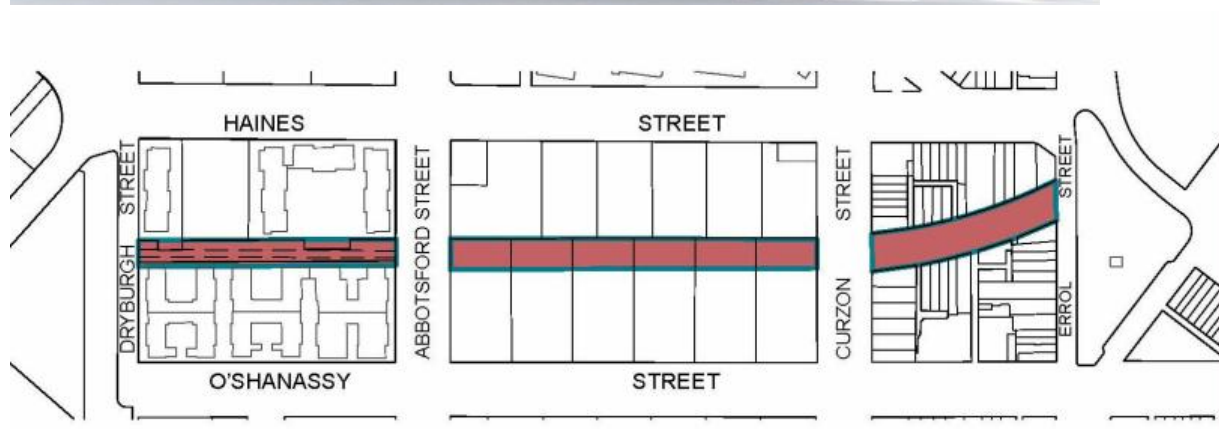 HAINES STREET
DRYBURGH STREET
ABBOTSFORD STREET
CURZON STREET
ERROL STREET
O'SHANASSY STREET